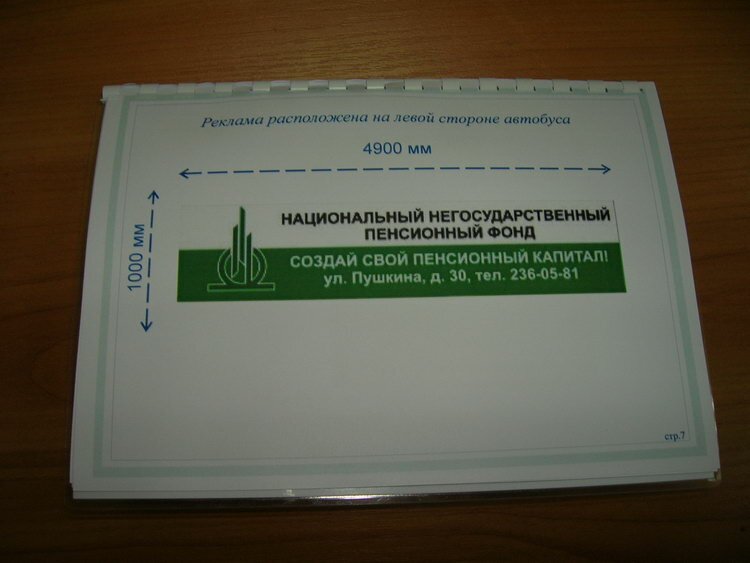 Реклама расположена на левой стороне автобуса
4900 мм
1000 мм
НАЦИОНАЛЬНЫЙ НЕГОСУДАРСТВЕННЫЙ
ПЕНСИОННЫЙ ФОНД
СОЗДАЙ СВОЙ ПЕНСИОННЫЙ КАПИТАЛ!
ул. Пушкина, д. 30, тел. 236-05-81
стр.7